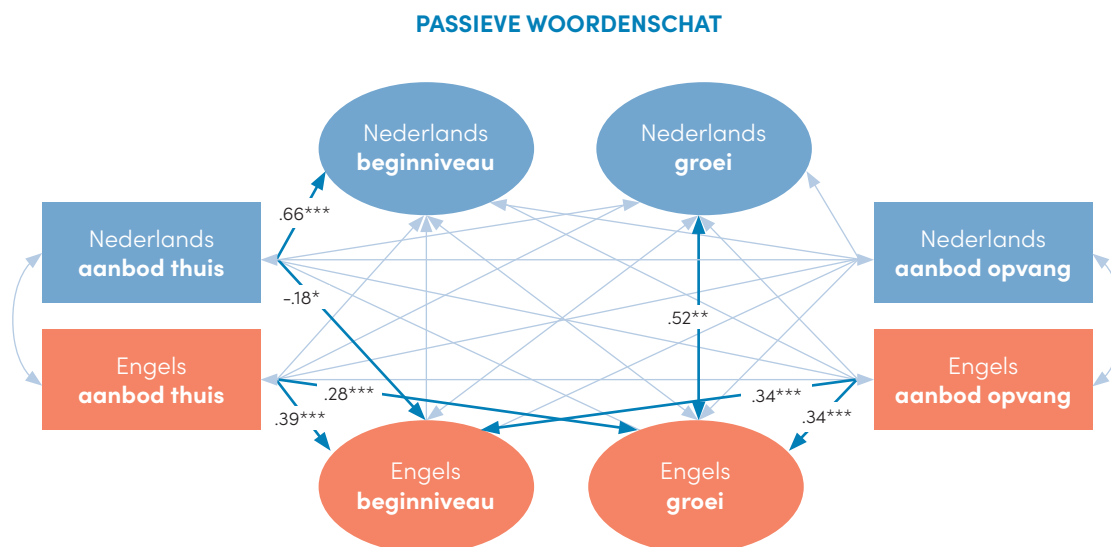 PASSIEVE WOORDENSCHAT
Nederlands
beginniveau
Nederlands
groei
.66***
Nederlands
aanbod thuis
Nederlands
aanbod opvang
-.18*
.52**
Engels
aanbod thuis
Engels
aanbod opvang
.28***
.34***
.39***
.34***
Engels
beginniveau
Engels
groei